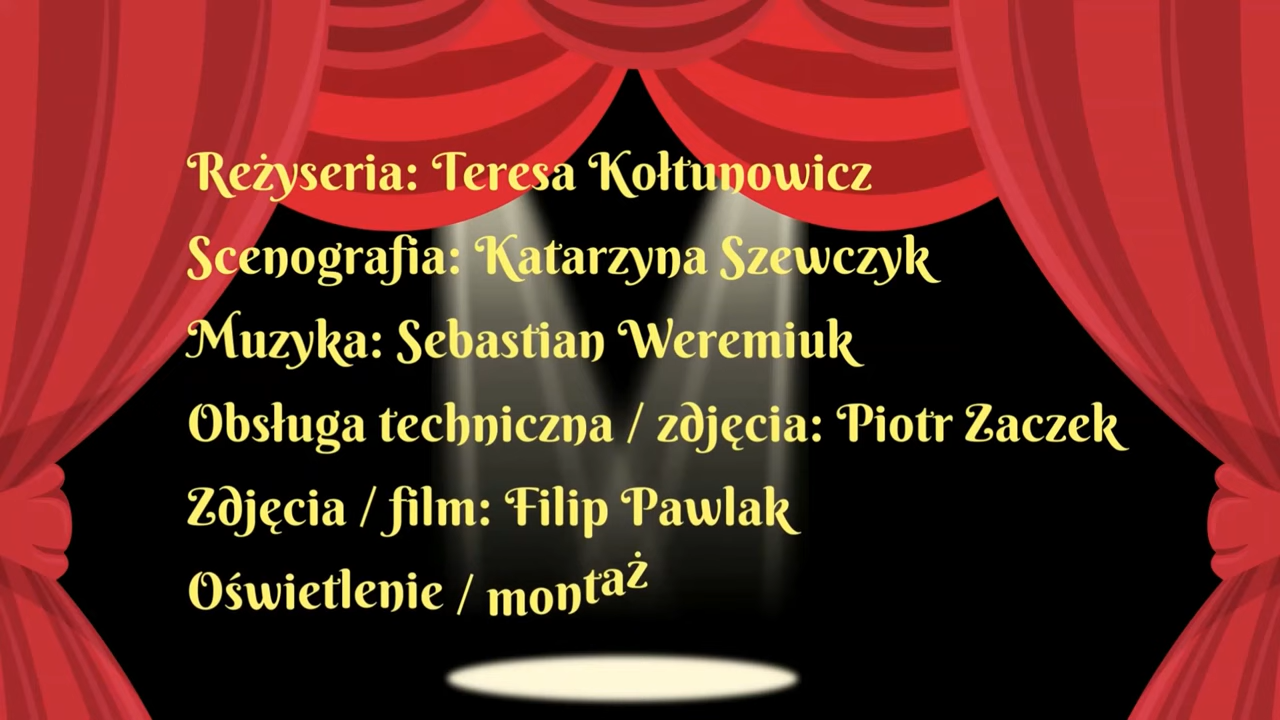 Reżyseria: Teresa Kołtunowicz
Scenografia: Katarzyna Szewczyk
Muzyka: Sebastian Weremiuk
Obsługa techniczna / zdjęcia: Piotr Zaczek
Zdjęcia / film: Filip Pawlak
Oświetlenie / montaż